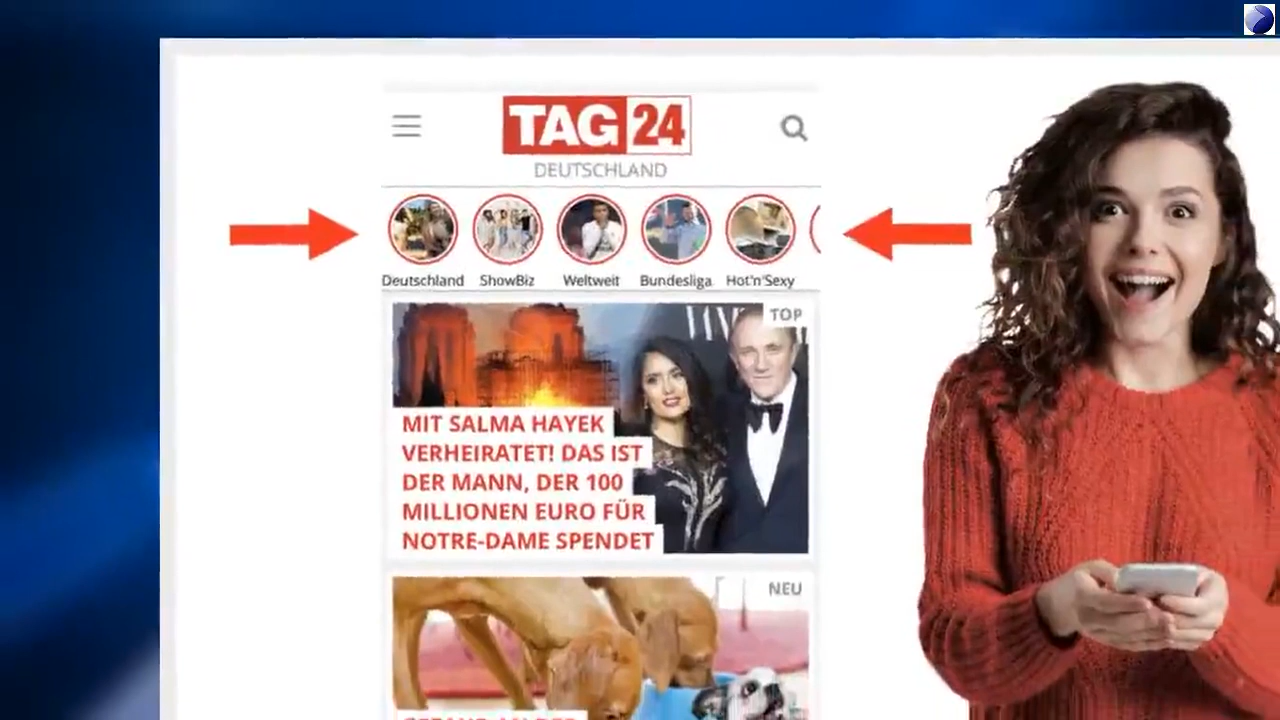 TAG24
DEUTSCHLAND
Deutschland ShowBiz Weltweit Bundesliga Hot'n'Sexy
TOP
MIT SALMA HAYEK
VERHEIRATET! DAS IST
DER MANN, DER 100
MILLIONEN EURO FÜR
NOTRE-DAME SPENDET
NEU